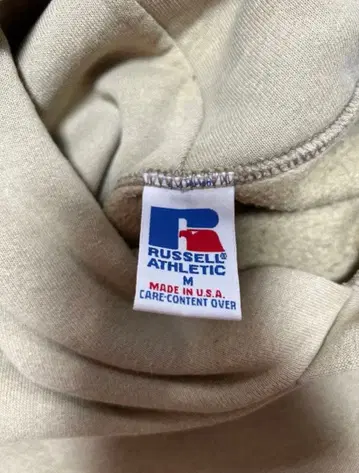 RUSSELL®
ATHLETIC
M
MADE IN U.S.A.
CARE-CONTENT OVER